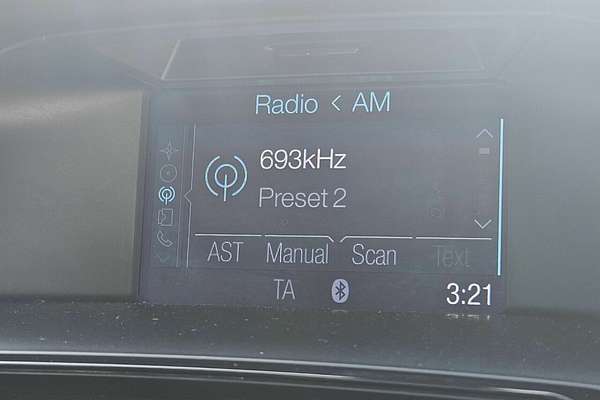 Radio < AM
693kHz
Preset 2
AST Manual Scan Text
TA 3:21